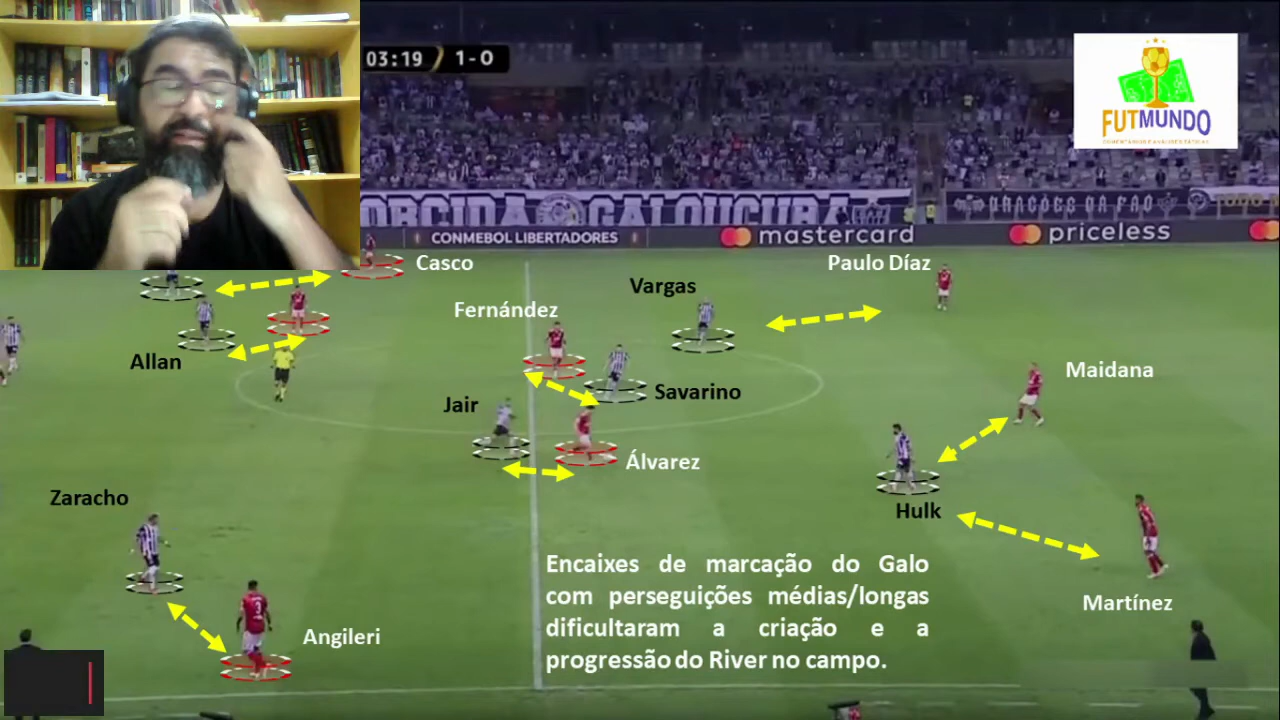 03:19 1-0
FUTMUNDO
GALOUCURA
CONMEBOL LIBERTADORES
mastercard
priceless
Casco
Paulo Díaz
Vargas
Fernández
Allan
Maidana
Savarino
Jair
Álvarez
Zaracho
Hulk
Encaixes de marcação do Galo
com perseguições médias/longas
dificultaram a criação e a
progressão do River no campo.
Martínez
Angileri
3